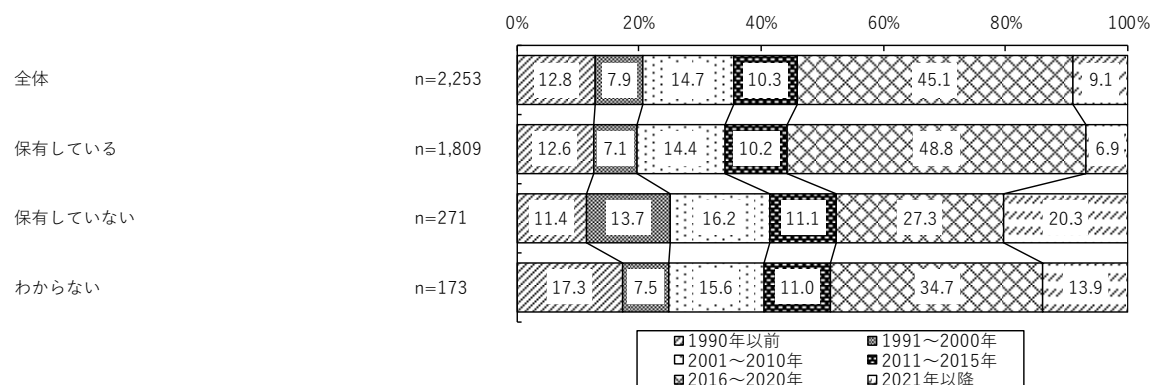 0% 20% 40% 60% 80% 100%
全体 n=2,253 12.8 7.9 14.7 10.3 45.1 9.1
保有している n=1,809 12.6 7.1 14.4 10.2 48.8 6.9
保有していない n=271 11.4 13.7 16.2 11.1 27.3 20.3
わからない n=173 17.3 7.5 15.6 11.0 34.7 13.9
1990年以前 1991～2000年
2001～2010年 2011～2015年
2016～2020年 2021年以降